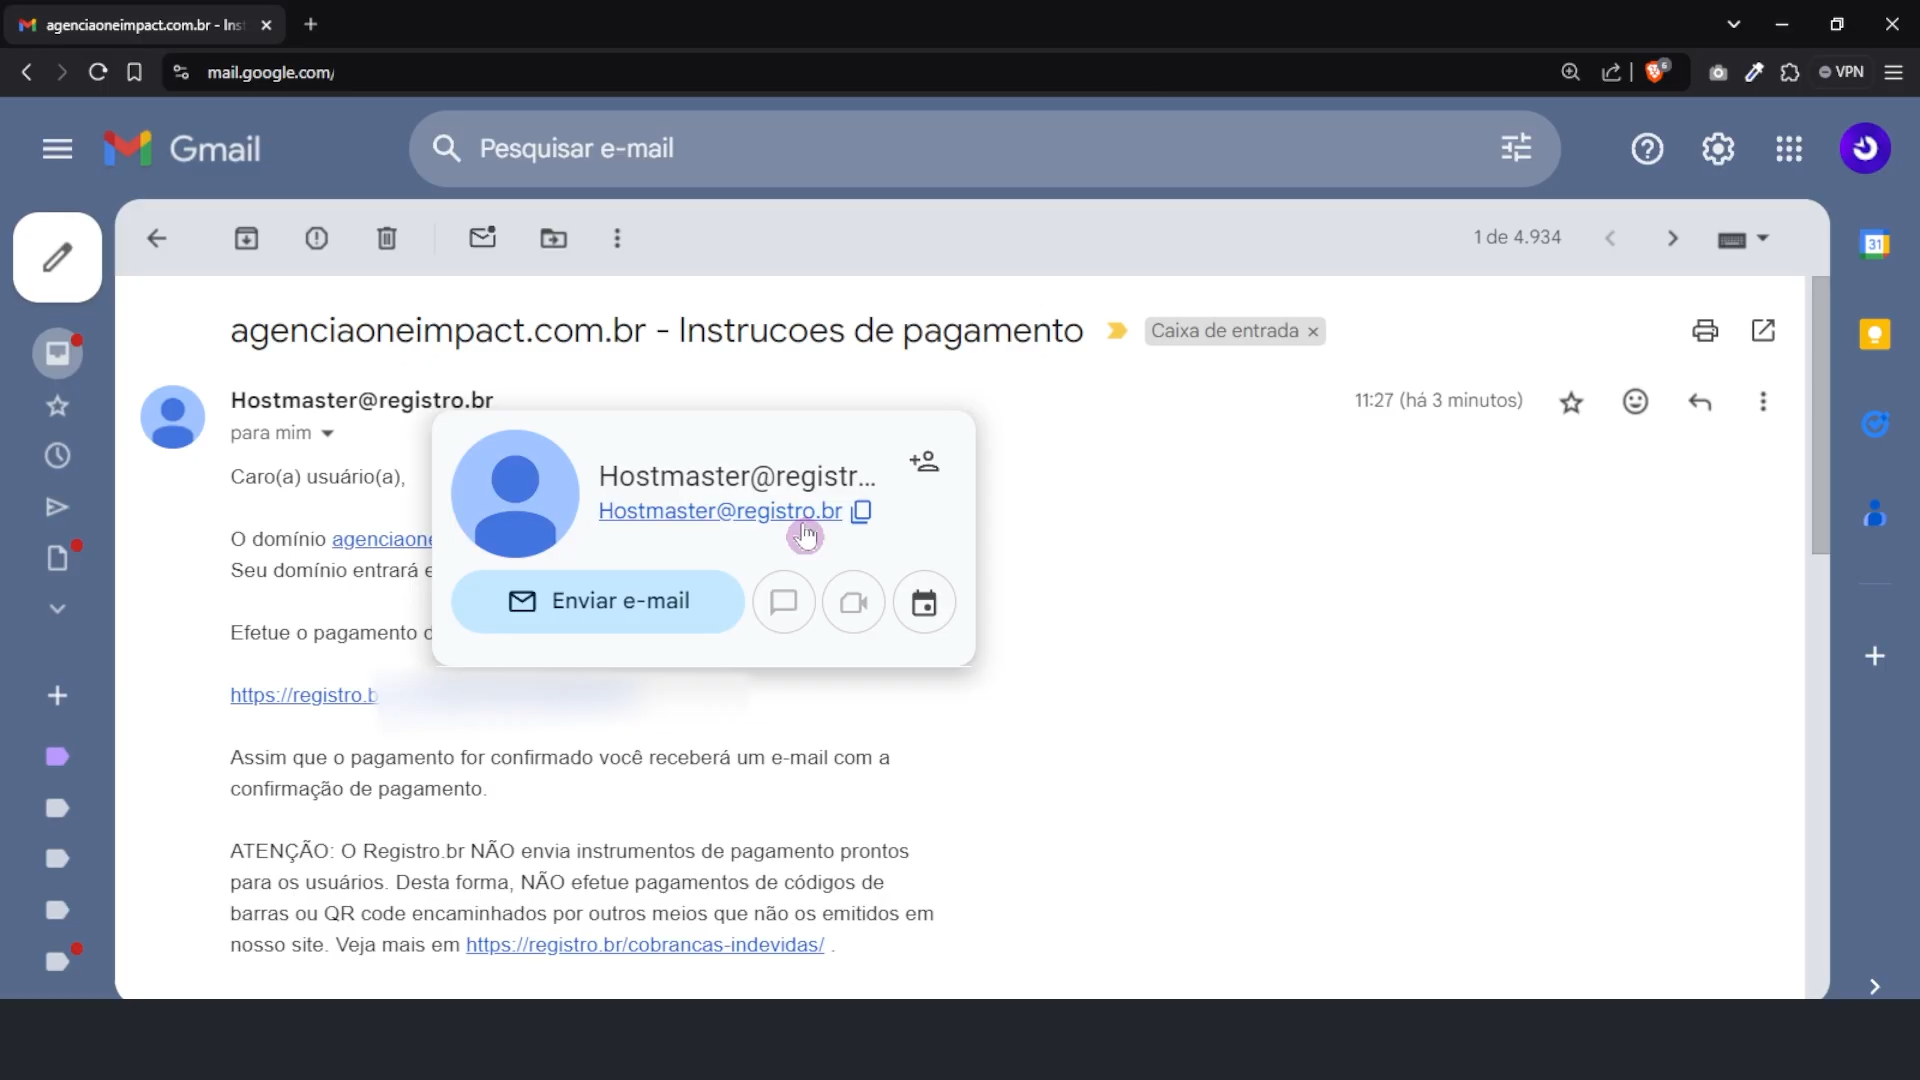 agenciaoneimpact.com.br - Ins
mail.google.com/
6
VPN
Gmail
Pesquisar e-mail
1 de 4.934
31
agenciaoneimpact.com.br - Instrucoes de pagamento
Caixa de entrada ×
Hostmaster@registro.br
11:27 (há 3 minutos)
para mim
Hostmaster@registr...
Hostmaster@registro.br
Enviar e-mail
Caro(a) usuário(a),
O domínio agenciaone
Seu domínio entrará e
Efetue o pagamento d
https://registro.b
Assim que o pagamento for confirmado você receberá um e-mail com a
confirmação de pagamento.
ATENÇÃO: O Registro.br NÃO envia instrumentos de pagamento prontos
para os usuários. Desta forma, NÃO efetue pagamentos de códigos de
barras ou QR code encaminhados por outros meios que não os emitidos em
nosso site. Veja mais em https://registro.br/cobrancas-indevidas/ .